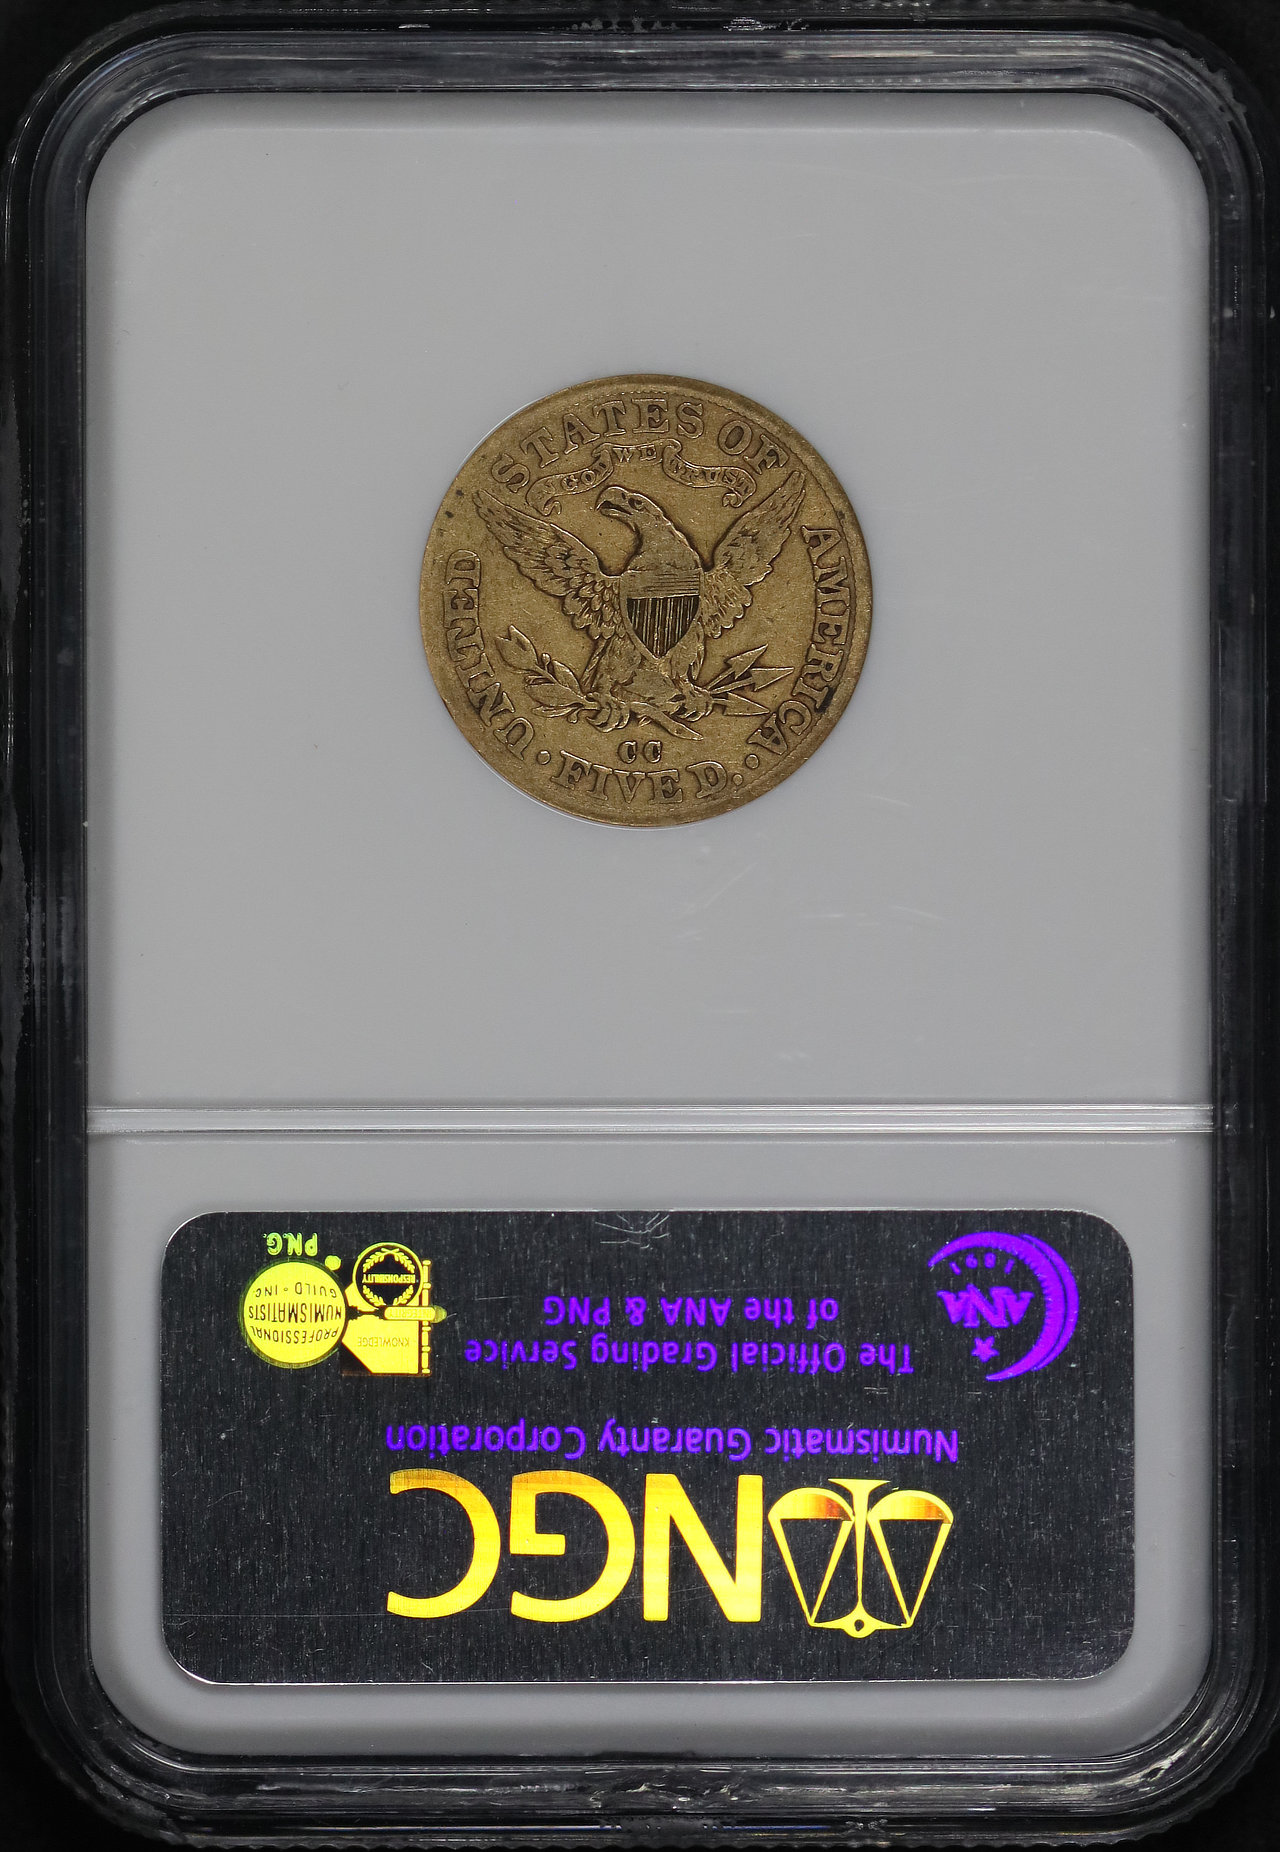 UNITED STATES OF AMERICA
IN GOD WE TRUST
CC
FIVE D.
NGC
Numismatic Guaranty Corporation
The Official Grading Service
of the ANA & PNG
ANA
1891
PROFESSIONAL
NUMISMATISTS
GUILD - INC
KNOWLEDGE
RESPONSIBILITY
P.N.G.